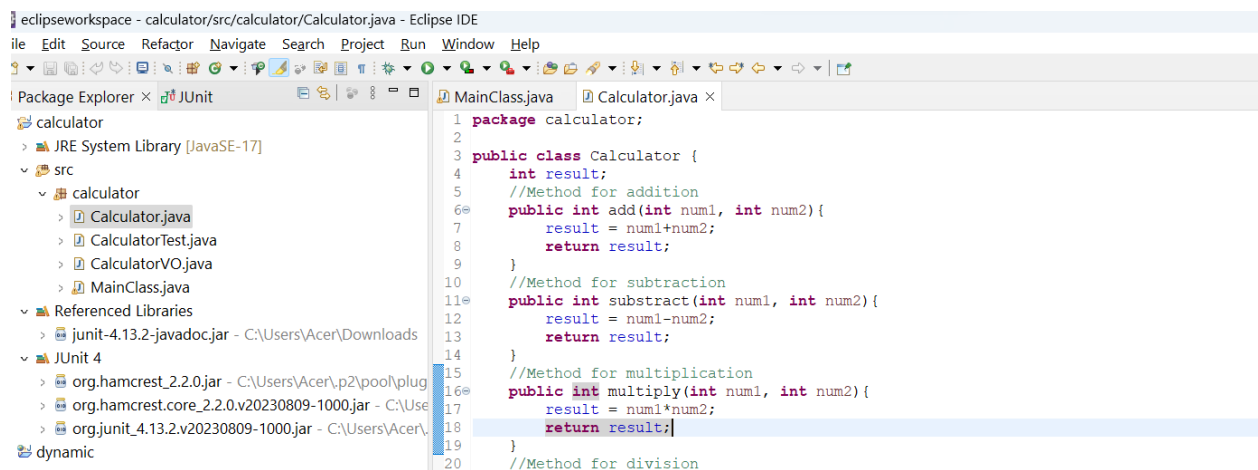 eclipseworkspace - calculator/src/calculator/Calculator.java - Eclipse IDE
ile Edit Source Refactor Navigate Search Project Run Window Help
Package Explorer × JUnit
MainClass.java Calculator.java ×
calculator
JRE System Library [JavaSE-17]
src
calculator
Calculator.java
CalculatorTest.java
CalculatorVO.java
MainClass.java
Referenced Libraries
junit-4.13.2-javadoc.jar - C:\Users\Acer\Downloads
JUnit 4
org.hamcrest_2.2.0.jar - C:\Users\Acer\.p2\pool\plug
org.hamcrest.core_2.2.0.v20230809-1000.jar - C:\Use
org.junit_4.13.2.v20230809-1000.jar - C:\Users\Acer\.
dynamic
1 package calculator;
2
3 public class Calculator {
4 int result;
5 //Method for addition
6 public int add(int num1, int num2){
7 result = num1+num2;
8 return result;
9 }
10 //Method for subtraction
11 public int substract(int num1, int num2){
12 result = num1-num2;
13 return result;
14 }
15 //Method for multiplication
16 public int multiply(int num1, int num2){
17 result = num1*num2;
18 return result;
19 }
20 //Method for division